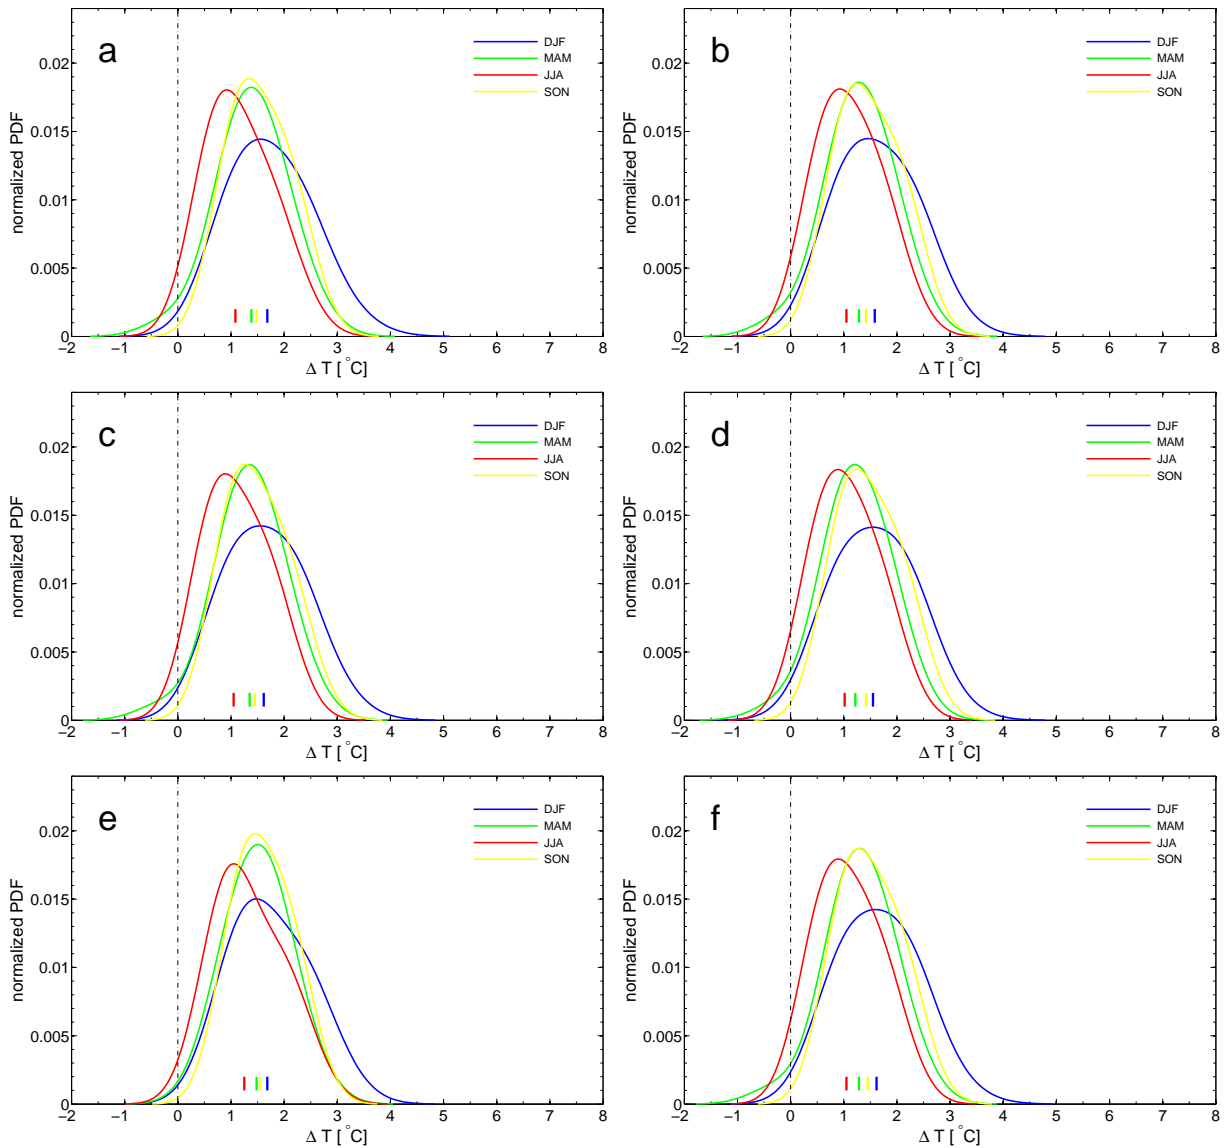 a
DJF
MAM
JJA
SON
normalized PDF
0.02
0.015
0.01
0.005
0
−2 −1 0 1 2 3 4 5 6 7 8
Δ T [ °C]
b
DJF
MAM
JJA
SON
normalized PDF
0.02
0.015
0.01
0.005
0
−2 −1 0 1 2 3 4 5 6 7 8
Δ T [ °C]
c
DJF
MAM
JJA
SON
normalized PDF
0.02
0.015
0.01
0.005
0
−2 −1 0 1 2 3 4 5 6 7 8
Δ T [ °C]
d
DJF
MAM
JJA
SON
normalized PDF
0.02
0.015
0.01
0.005
0
−2 −1 0 1 2 3 4 5 6 7 8
Δ T [ °C]
e
DJF
MAM
JJA
SON
normalized PDF
0.02
0.015
0.01
0.005
0
−2 −1 0 1 2 3 4 5 6 7 8
Δ T [ °C]
f
DJF
MAM
JJA
SON
normalized PDF
0.02
0.015
0.01
0.005
0
−2 −1 0 1 2 3 4 5 6 7 8
Δ T [ °C]